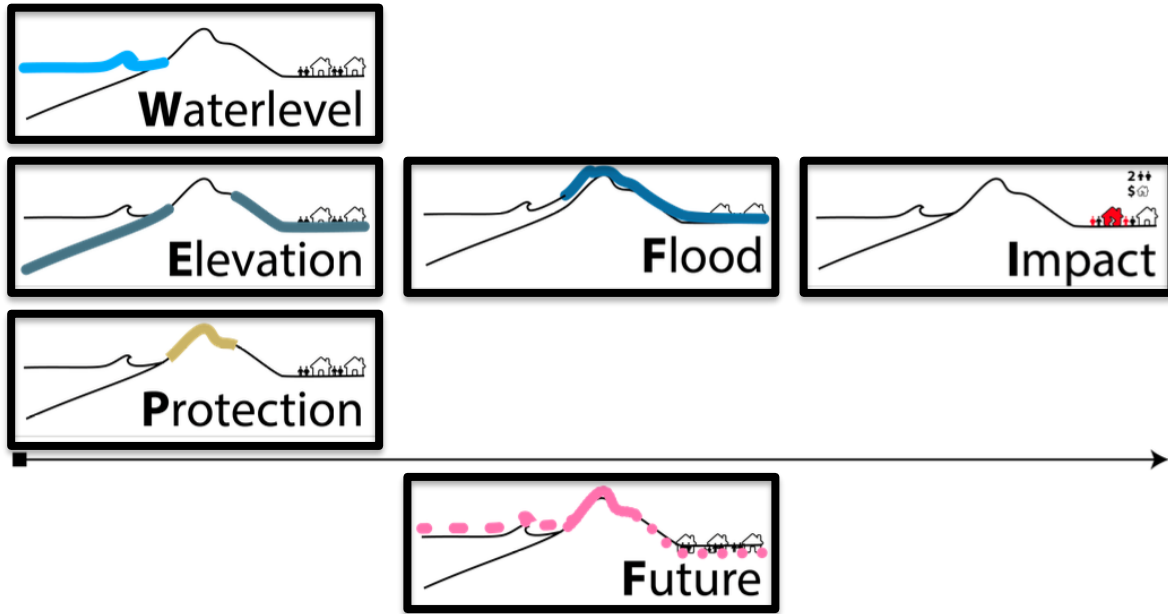 Waterlevel
Elevation
Flood
2
$
Impact
Protection
Future